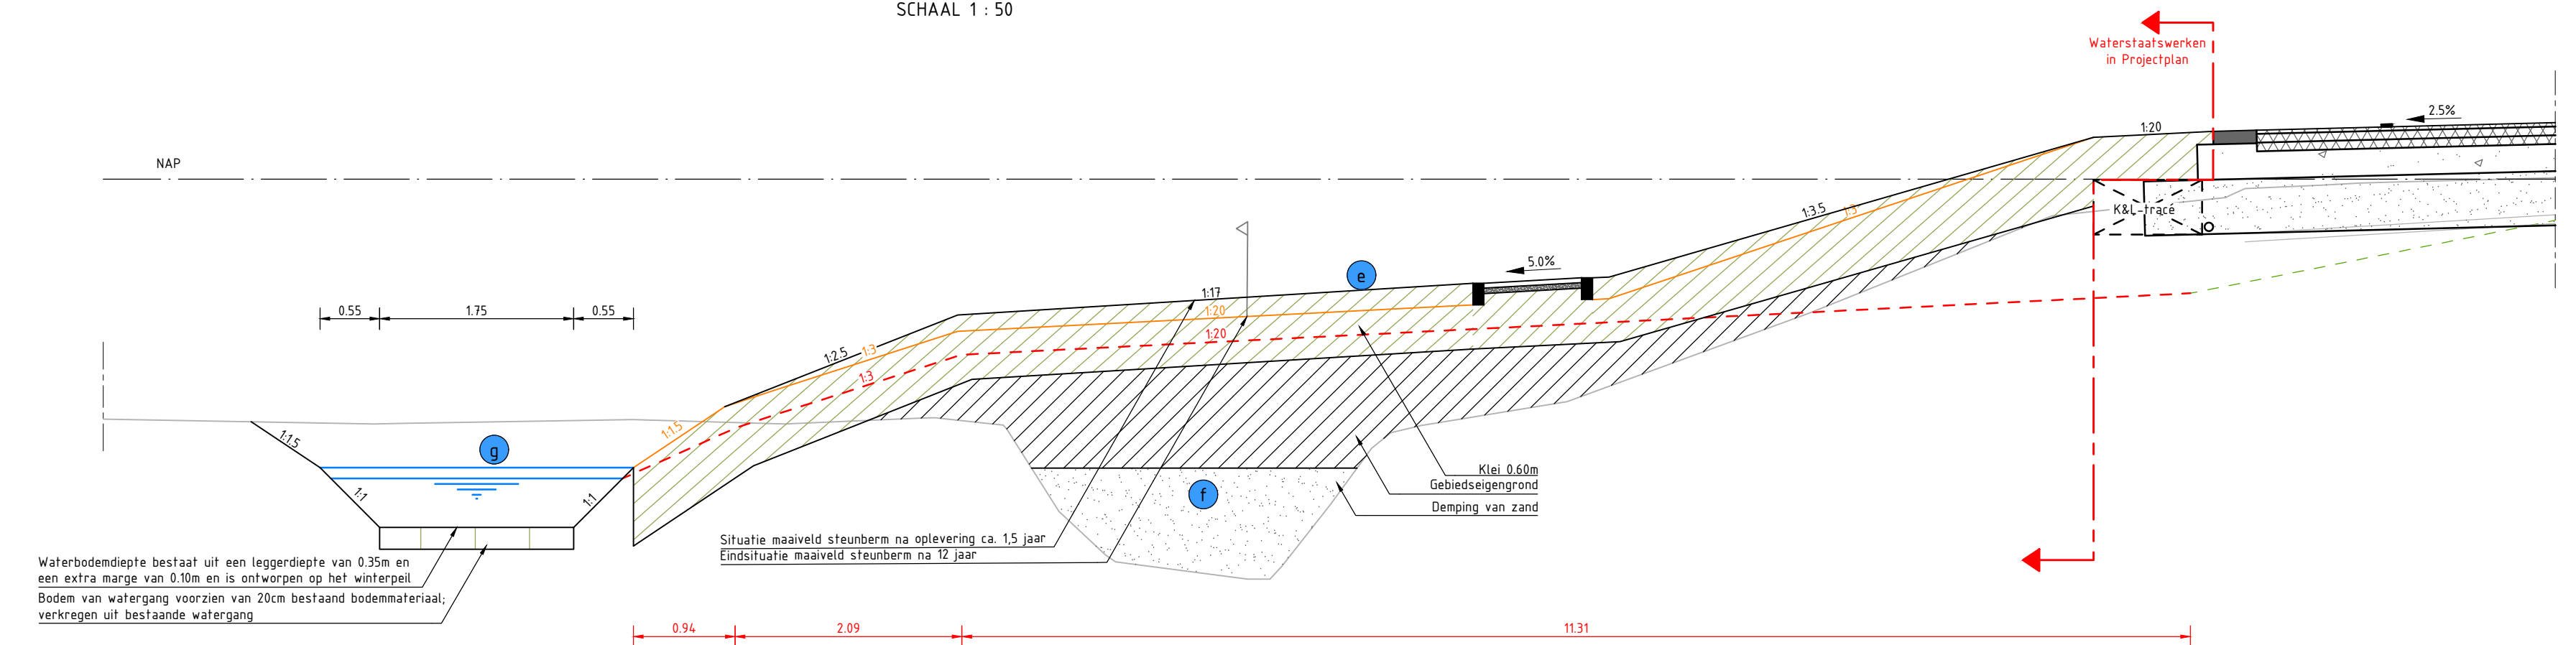 SCHAAL 1 : 50
Waterstaatswerken
in Projectplan
2.5%
1:20
NAP
K&L-tracé
1:3.5
1:3
5.0%
e
1:17
1:20
1:20
0.55
1.75
0.55
1:2.5
1:3
1:3
1:1.5
1:1.5
g
1:1
1:1
f
Klei 0.60m
Gebiedseigengrond
Demping van zand
Situatie maaiveld steunberm na oplevering ca. 1,5 jaar
Eindsituatie maaiveld steunberm na 12 jaar
Waterbodemdiepte bestaat uit een leggerdiepte van 0.35m en
een extra marge van 0.10m en is ontworpen op het winterpeil
Bodem van watergang voorzien van 20cm bestaand bodemmateriaal;
verkregen uit bestaande watergang
0.94
2.09
11.31